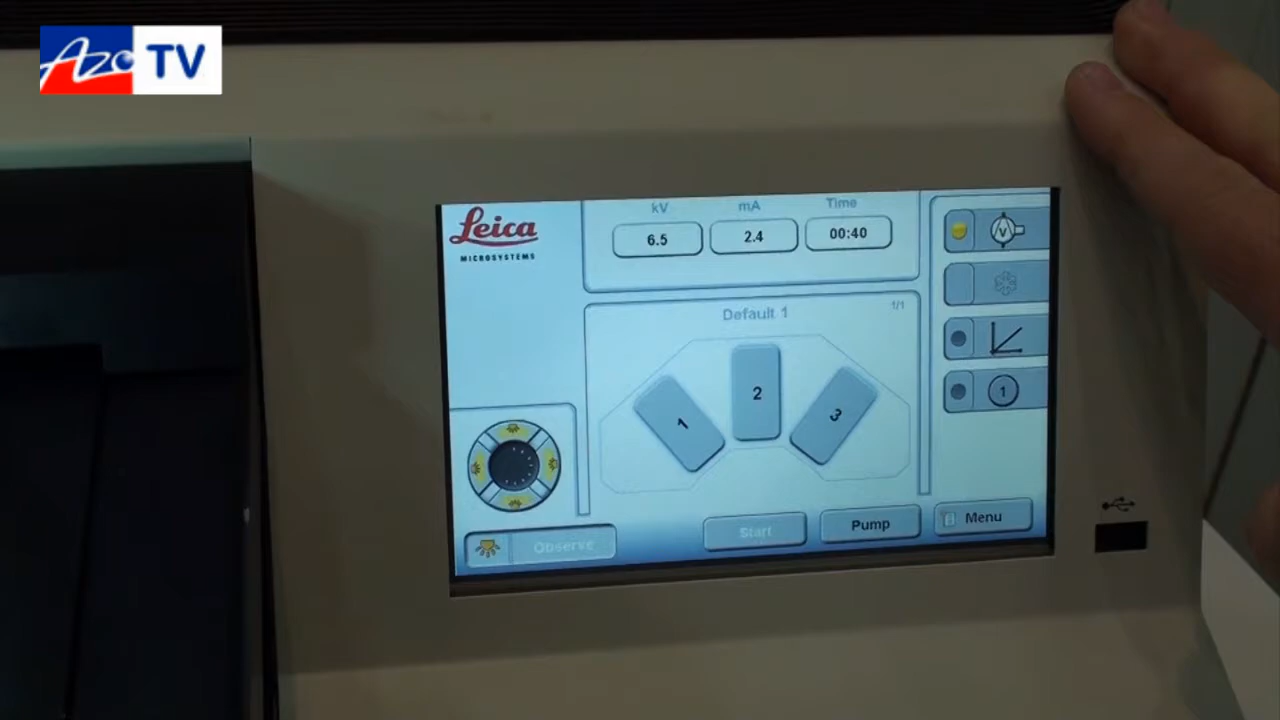 Azo TV
Leica
MICROSYSTEMS
kV mA Time
6.5 2.4 00:40
Default 1 1/1
V
1 2 3
1
Observe Start Pump Menu